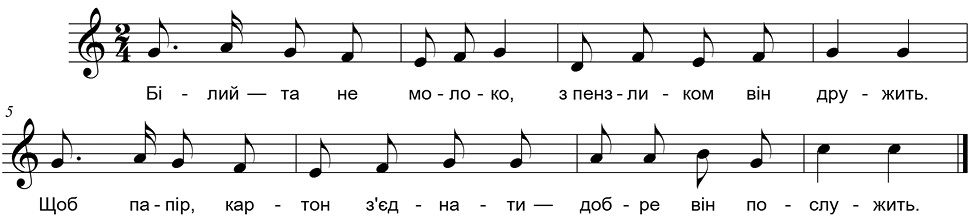 Бі - лий — та не мо - ло - ко, з пенз - ли - ком він дру - жить.
5
Щоб па - пір, кар - тон з'єд - на - ти — доб - ре він по - слу - жить.